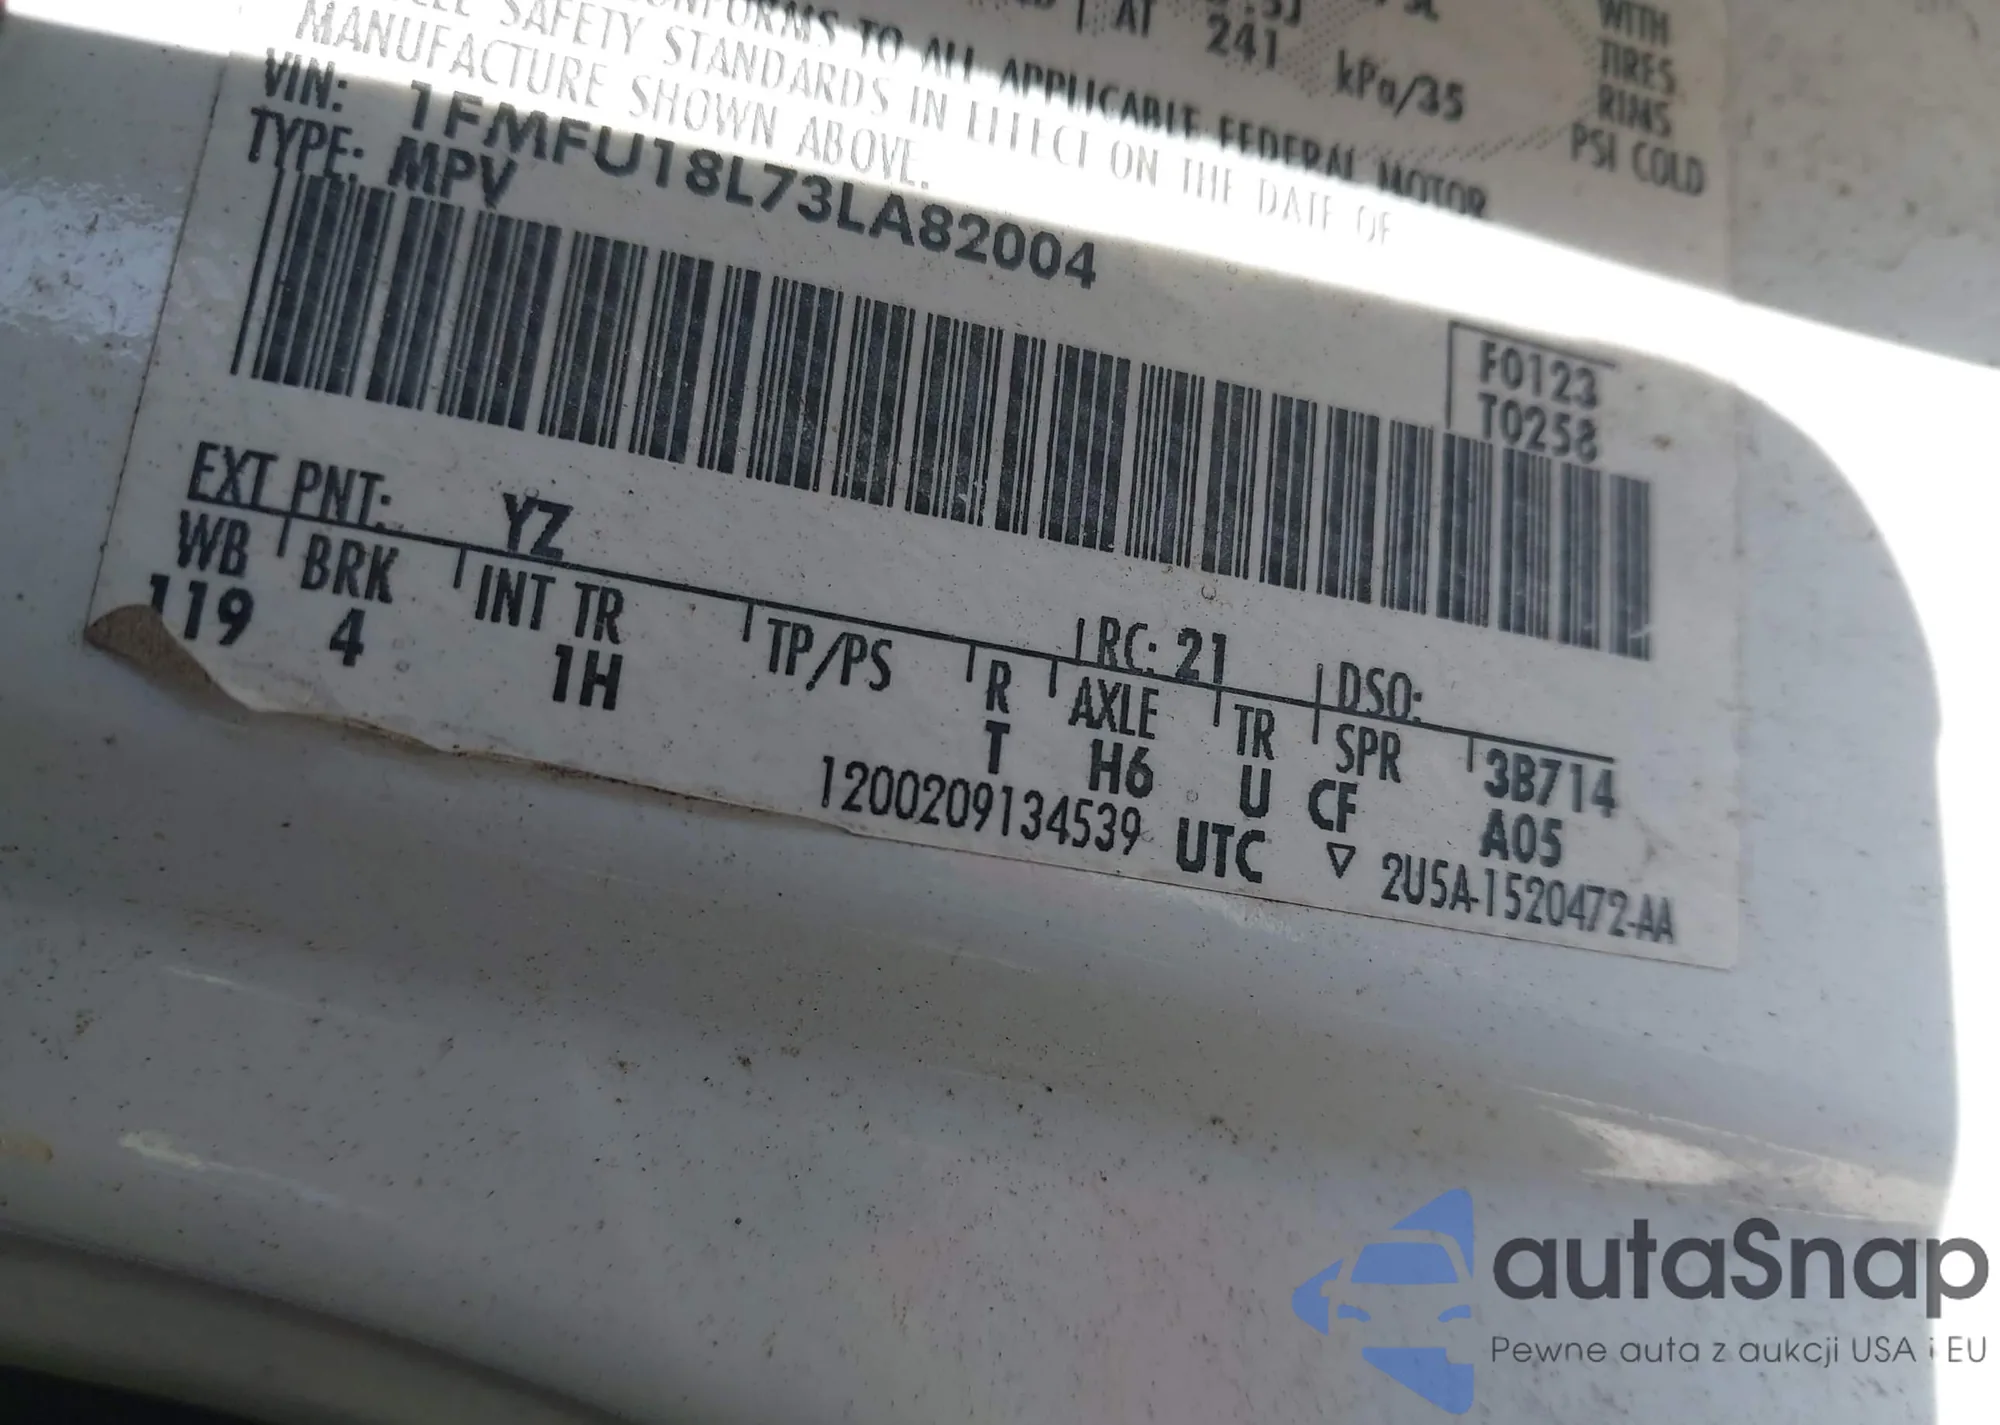 AT 241 kPa/35
WITH
TIRES
RIMS
PSI COLD
CONFORMS TO ALL APPLICABLE FEDERAL MOTOR
SAFETY STANDARDS IN EFFECT ON THE DATE OF
MANUFACTURE SHOWN ABOVE.
VIN: 1FMFU18L73LA82004
TYPE: MPV
F0123
T0258
EXT PNT: YZ RC: 21 DSO:
WB BRK INT TR TP/PS R AXLE TR SPR 3B714
119 4 1H T H6 U CF A05
1200209134539 UTC ▽ 2U5A-1520472-AA
autaSnap
Pewne auta z aukcji USA i EU